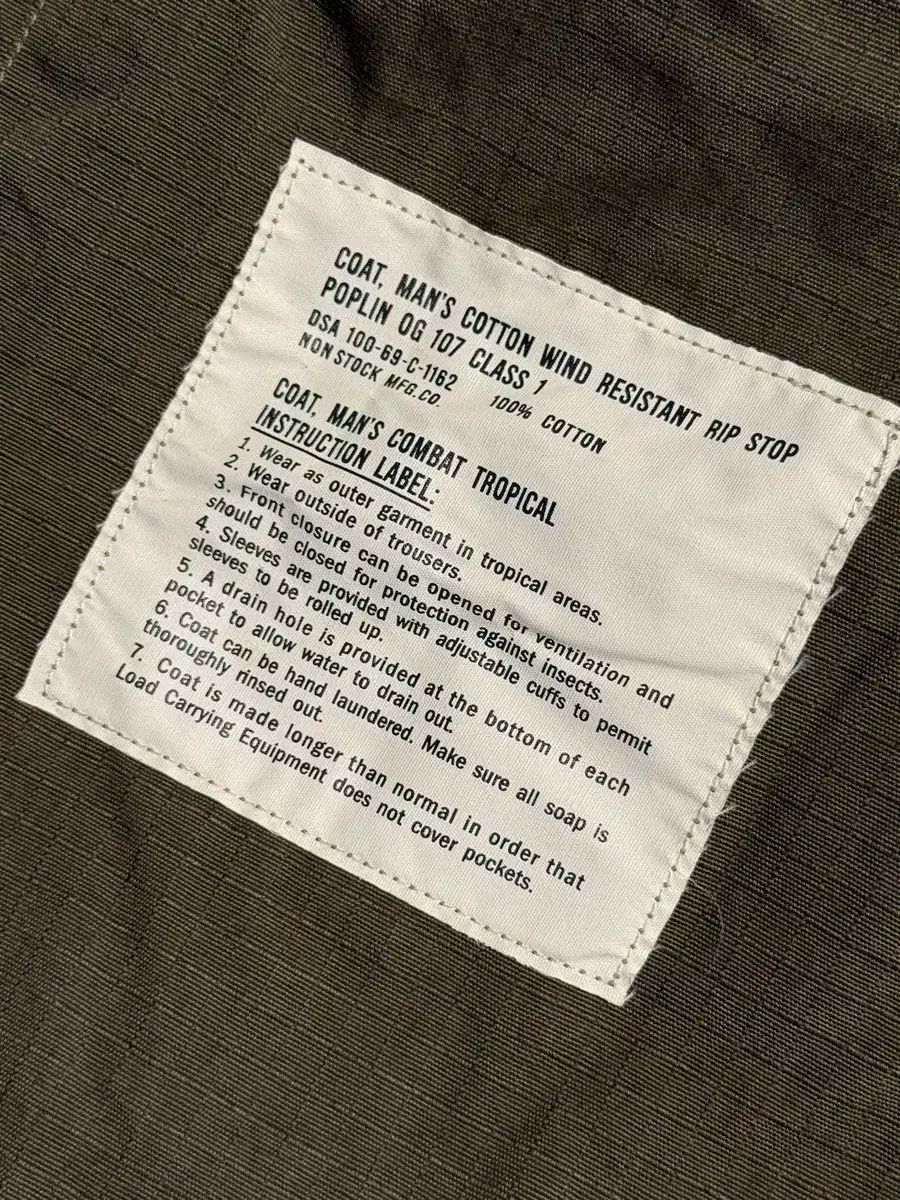 COAT, MAN'S COTTON WIND RESISTANT RIP STOP
POPLIN OG 107 CLASS 1
DSA 100-69-C-1162 100% COTTON
NON STOCK MFG.CO.
COAT, MAN'S COMBAT TROPICAL
INSTRUCTION LABEL:
1. Wear as outer garment in tropical areas.
2. Wear outside of trousers.
3. Front closure can be opened for ventilation and
should be closed for protection against insects.
4. Sleeves are provided with adjustable cuffs to permit
sleeves to be rolled up.
5. A drain hole is provided at the bottom of each
pocket to allow water to drain out.
6. Coat can be hand laundered. Make sure all soap is
thoroughly rinsed out.
7. Coat is made longer than normal in order that
Load Carrying Equipment does not cover pockets.